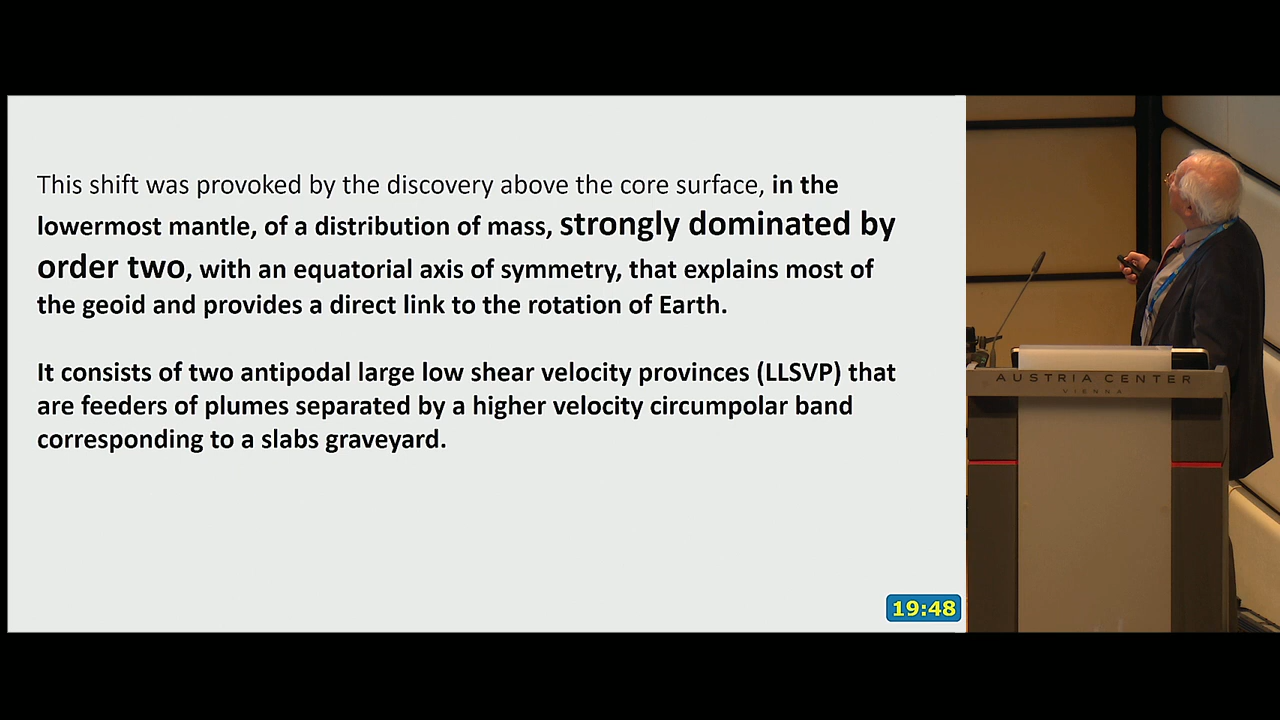 This shift was provoked by the discovery above the core surface, in the
lowermost mantle, of a distribution of mass, strongly dominated by
order two, with an equatorial axis of symmetry, that explains most of
the geoid and provides a direct link to the rotation of Earth.
It consists of two antipodal large low shear velocity provinces (LLSVP) that
are feeders of plumes separated by a higher velocity circumpolar band
corresponding to a slabs graveyard.
19:48
AUSTRIA CENTER
VIENNA